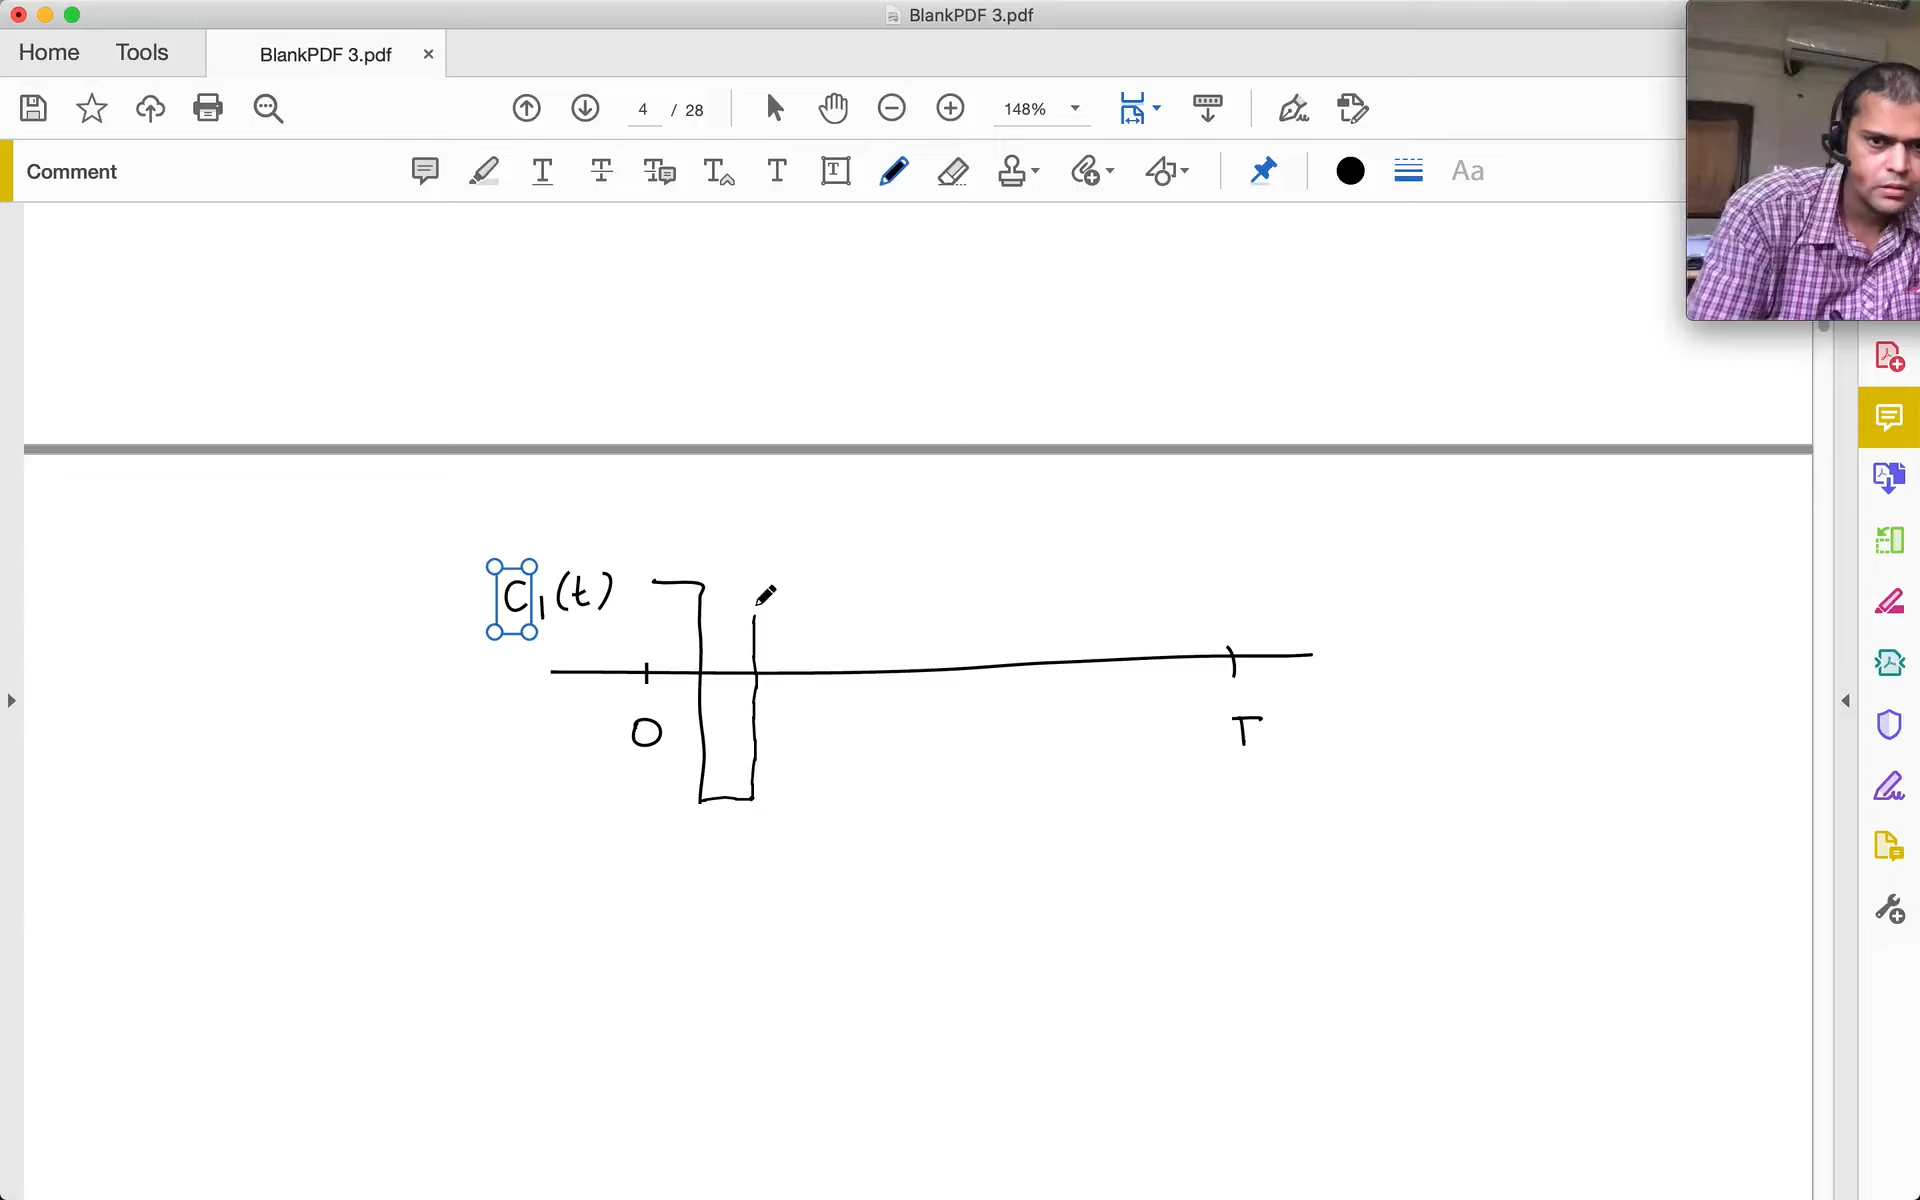 BlankPDF 3.pdf
Home Tools BlankPDF 3.pdf ×
4 / 28 148%
Comment T T T T T T Aa
C₁(t)
0 T